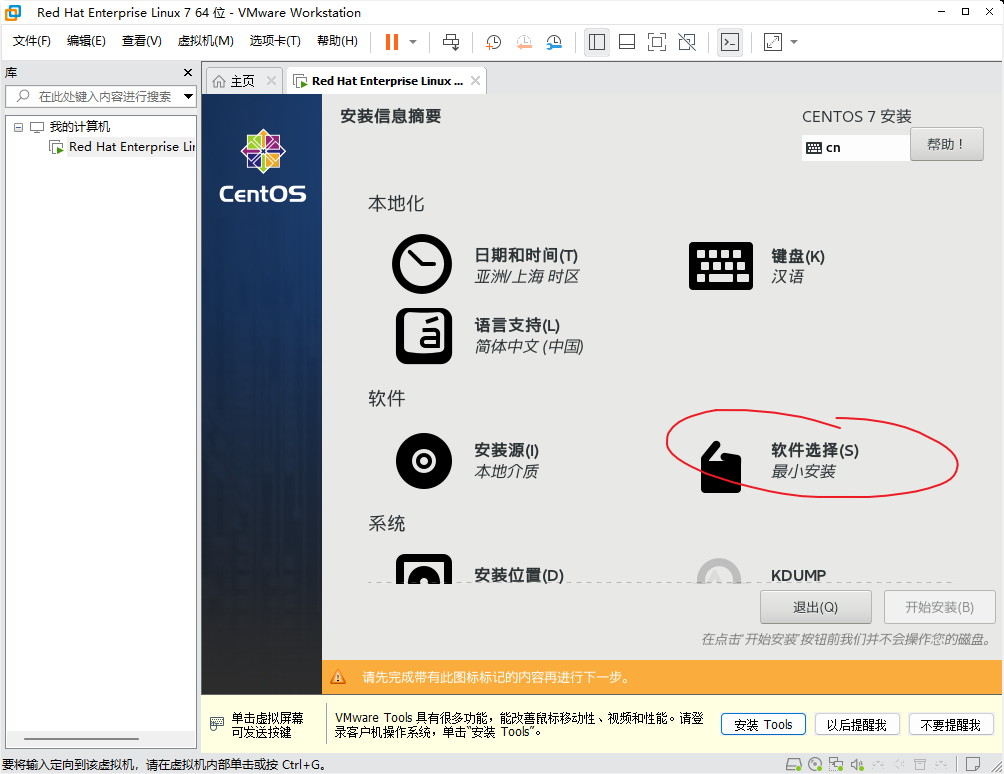 Red Hat Enterprise Linux 7 64 位 - VMware Workstation
文件(F) 编辑(E) 查看(V) 虚拟机(M) 选项卡(T) 帮助(H)
库
在此处键入内容进行搜索
我的计算机
Red Hat Enterprise Lir
主页
Red Hat Enterprise Linux ...
CentOS
安装信息摘要
CENTOS 7 安装
cn
帮助！
本地化
日期和时间(T)
亚洲/上海 时区
键盘(K)
汉语
语言支持(L)
简体中文 (中国)
软件
安装源(I)
本地介质
软件选择(S)
最小安装
系统
安装位置(D)
KDUMP
退出(Q)
开始安装(B)
在点击'开始安装'按钮前我们并不会操作您的磁盘。
请先完成带有此图标标记的内容再进行下一步。
单击虚拟屏幕
可发送按键
VMware Tools 具有很多功能，能改善鼠标移动性、视频和性能。请登
录客户机操作系统，单击“安装 Tools”。
安装 Tools
以后提醒我
不要提醒我
要将输入定向到该虚拟机，请在虚拟机内部单击或按 Ctrl+G。